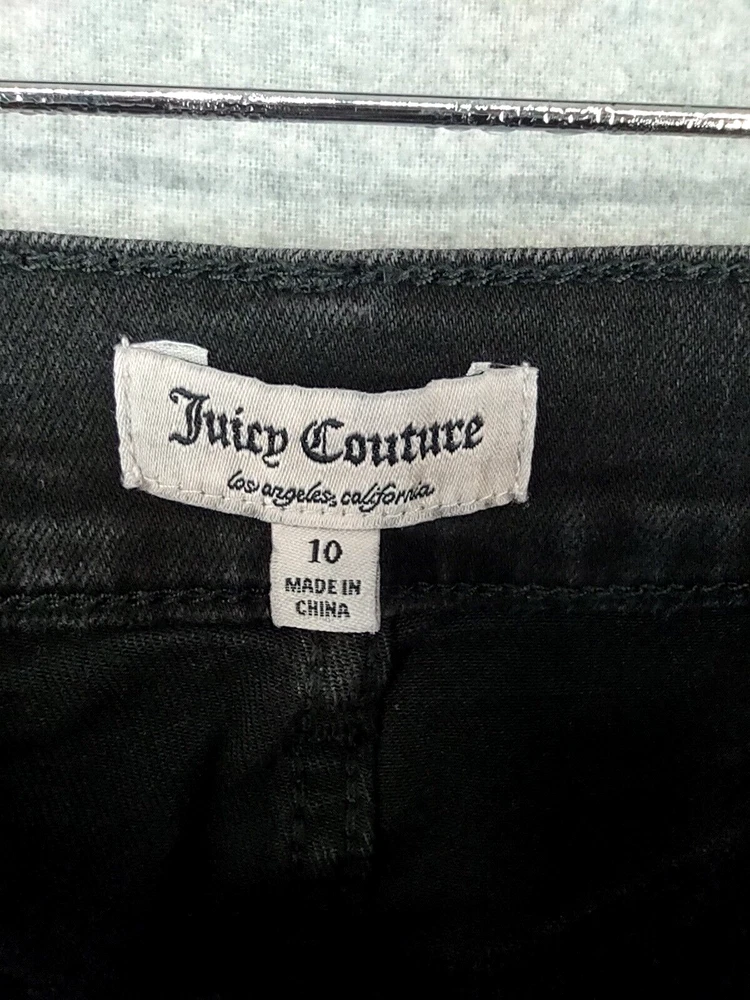 Juicy Couture
los angeles, california
10
MADE IN
CHINA